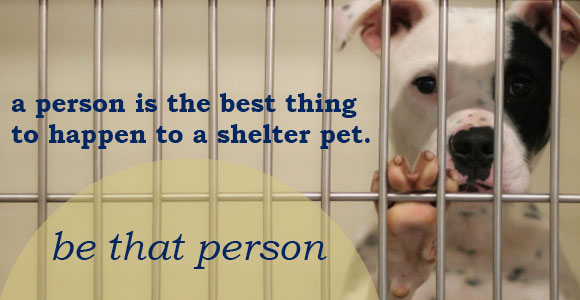 a person is the best thing
to happen to a shelter pet.
be that person